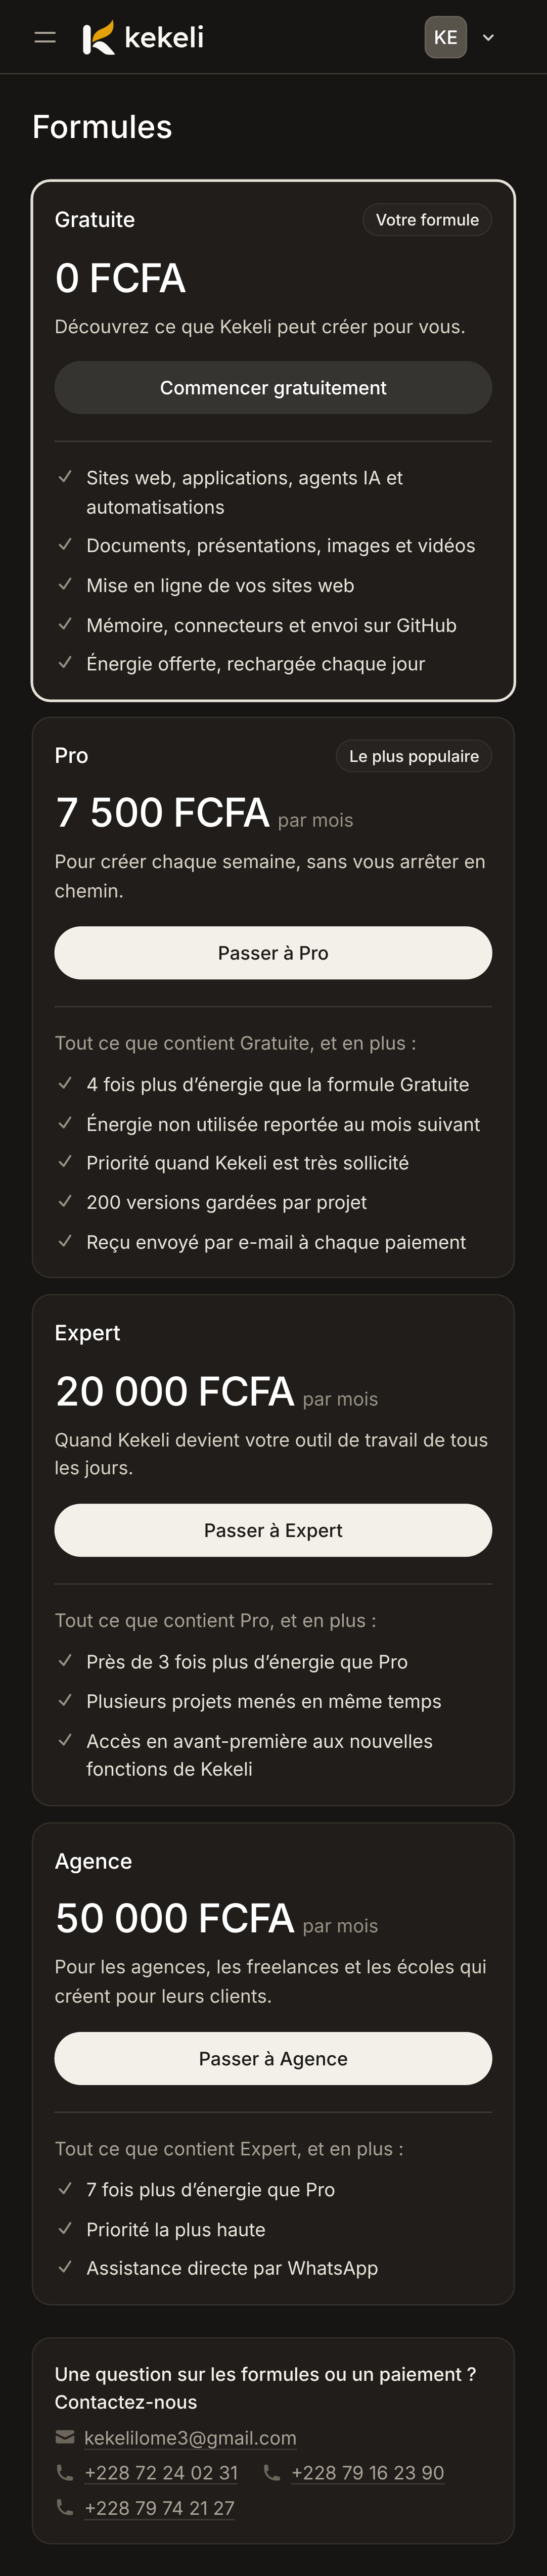 kekeli
KE
Formules
Gratuite
Votre formule
0 FCFA
Découvrez ce que Kekeli peut créer pour vous.
Commencer gratuitement
Sites web, applications, agents IA et
automatisations
Documents, présentations, images et vidéos
Mise en ligne de vos sites web
Mémoire, connecteurs et envoi sur GitHub
Énergie offerte, rechargée chaque jour
Pro
Le plus populaire
7 500 FCFA par mois
Pour créer chaque semaine, sans vous arrêter en
chemin.
Passer à Pro
Tout ce que contient Gratuite, et en plus :
4 fois plus d’énergie que la formule Gratuite
Énergie non utilisée reportée au mois suivant
Priorité quand Kekeli est très sollicité
200 versions gardées par projet
Reçu envoyé par e-mail à chaque paiement
Expert
20 000 FCFA par mois
Quand Kekeli devient votre outil de travail de tous
les jours.
Passer à Expert
Tout ce que contient Pro, et en plus :
Près de 3 fois plus d’énergie que Pro
Plusieurs projets menés en même temps
Accès en avant-première aux nouvelles
fonctions de Kekeli
Agence
50 000 FCFA par mois
Pour les agences, les freelances et les écoles qui
créent pour leurs clients.
Passer à Agence
Tout ce que contient Expert, et en plus :
7 fois plus d’énergie que Pro
Priorité la plus haute
Assistance directe par WhatsApp
Une question sur les formules ou un paiement ?
Contactez-nous
kekelilome3@gmail.com
+228 72 24 02 31 +228 79 16 23 90
+228 79 74 21 27